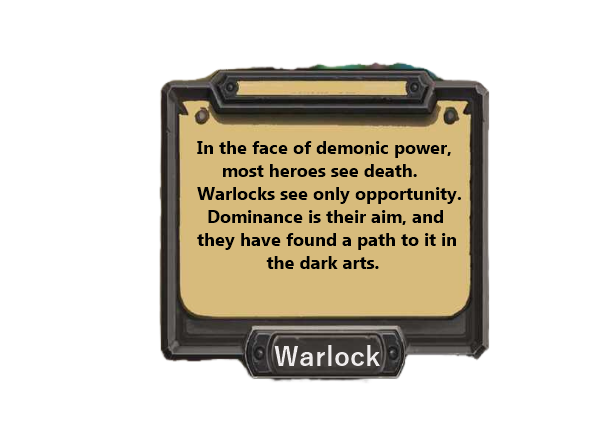 In the face of demonic power,
most heroes see death.
Warlocks see only opportunity.
Dominance is their aim, and
they have found a path to it in
the dark arts.
Warlock